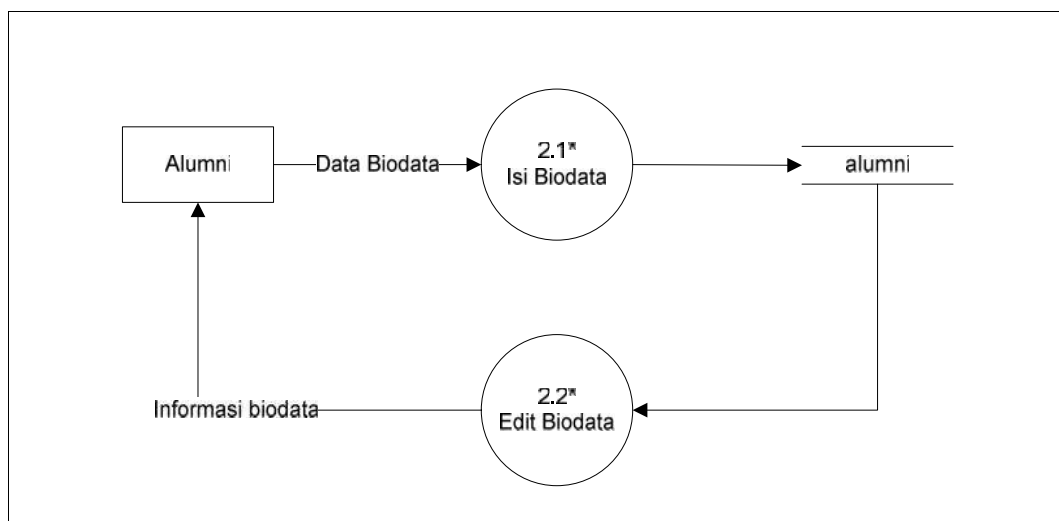 Alumni
Data Biodata
2.1*
Isi Biodata
alumni
2.2*
Edit Biodata
Informasi biodata